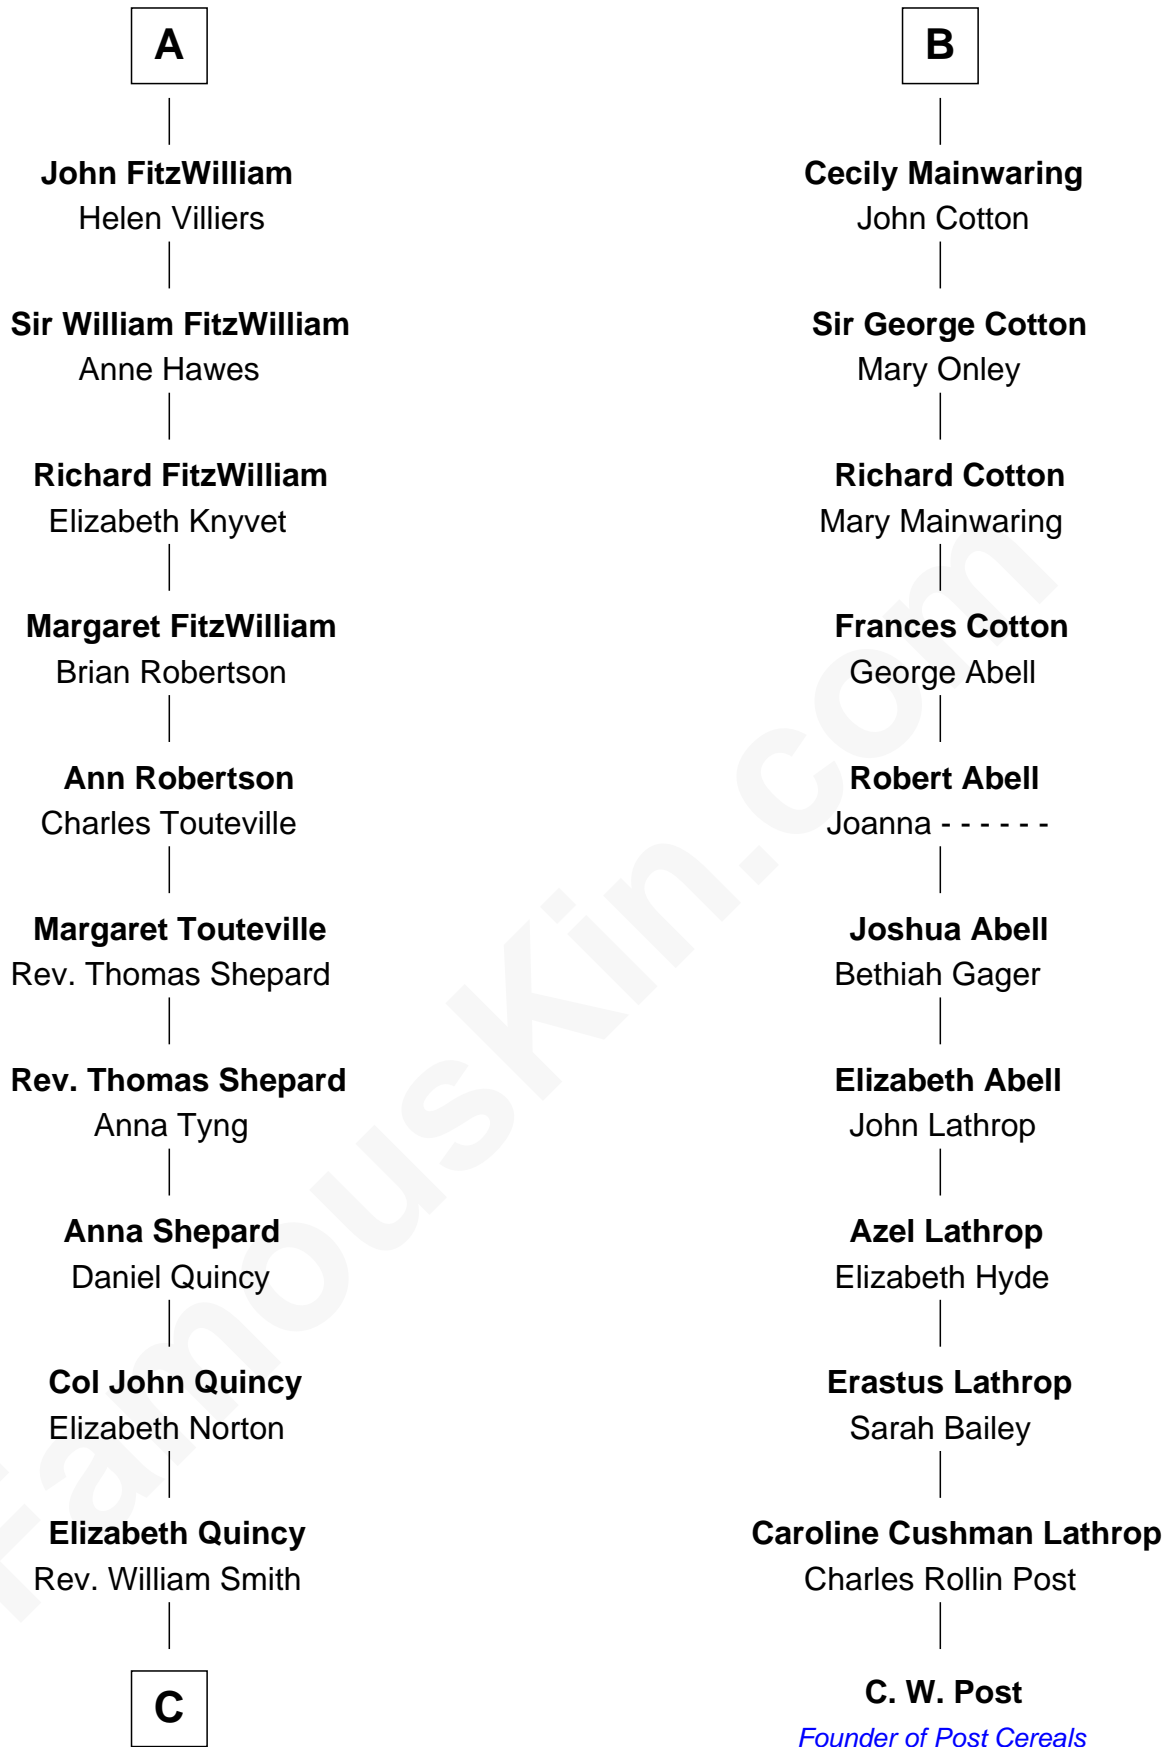 A
John FitzWilliam
Helen Villiers
Sir William FitzWilliam
Anne Hawes
Richard FitzWilliam
Elizabeth Knyvet
Margaret FitzWilliam
Brian Robertson
Ann Robertson
Charles Touteville
Margaret Touteville
Rev. Thomas Shepard
Rev. Thomas Shepard
Anna Tyng
Anna Shepard
Daniel Quincy
Col John Quincy
Elizabeth Norton
Elizabeth Quincy
Rev. William Smith
C
B
Cecily Mainwaring
John Cotton
Sir George Cotton
Mary Onley
Richard Cotton
Mary Mainwaring
Frances Cotton
George Abell
Robert Abell
Joanna - - - - - -
Joshua Abell
Bethiah Gager
Elizabeth Abell
John Lathrop
Azel Lathrop
Elizabeth Hyde
Erastus Lathrop
Sarah Bailey
Caroline Cushman Lathrop
Charles Rollin Post
C. W. Post
Founder of Post Cereals
FamousKin.com